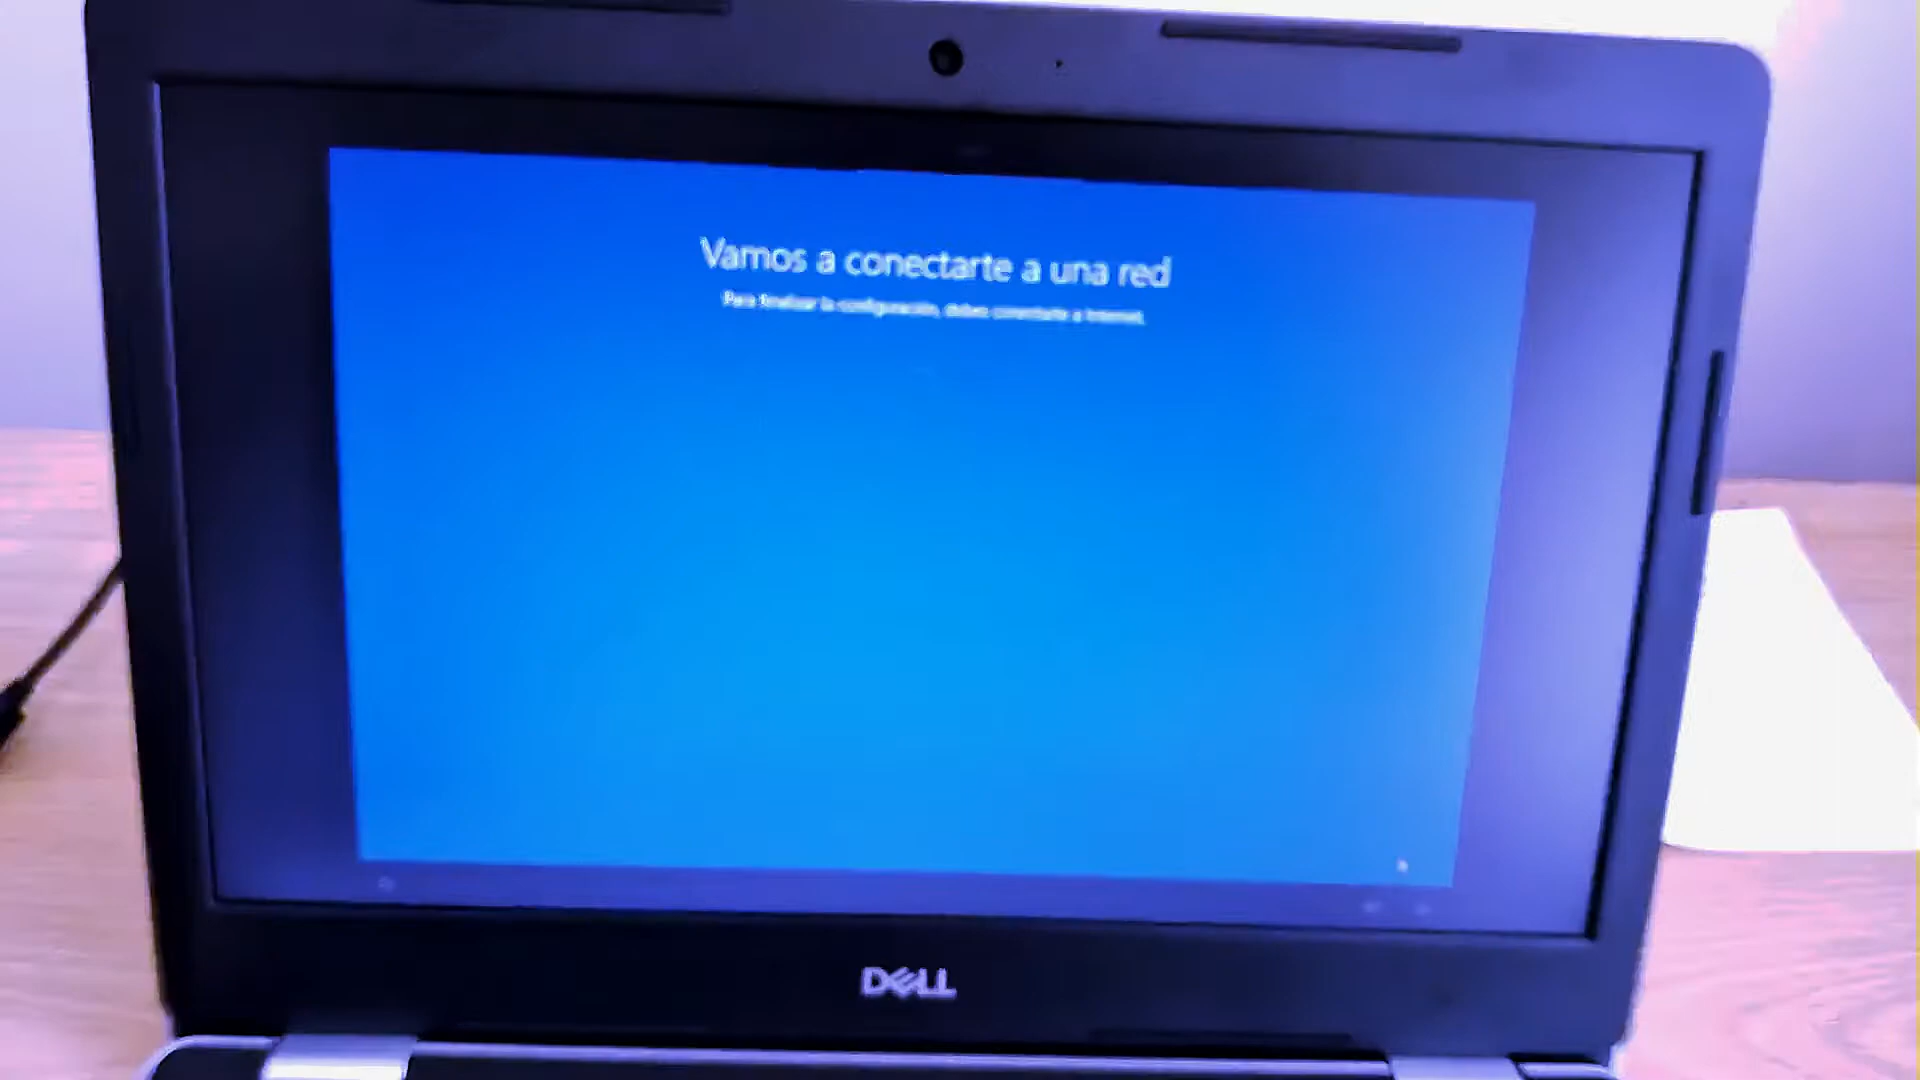 Vamos a conectarte a una red
Para finalizar la configuración, debes conectarte a Internet.
DELL